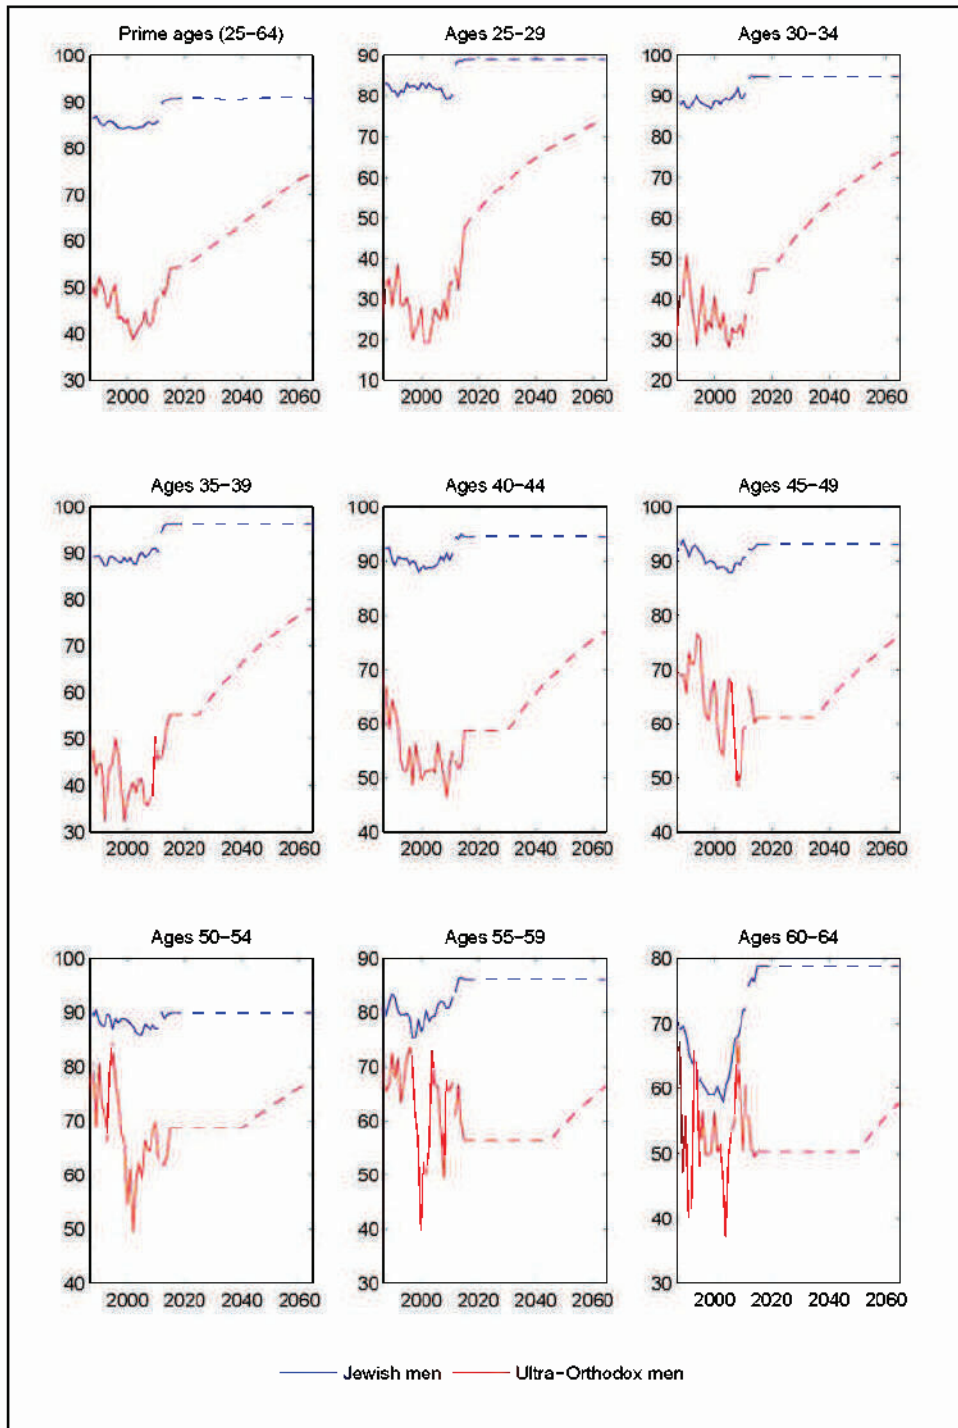 Prime ages (25-64) Ages 25-29 Ages 30-34
100 90 100
90 80 90
80 70 80
70 60 70
60 50 60
50 40 50
40 30 40
30 20 30
10 20
2000 2020 2040 2060 2000 2020 2040 2060 2000 2020 2040 2060
Ages 35-39 Ages 40-44 Ages 45-49
100 100 100
90 90 90
80 80 80
70 70 70
60 60 60
50 50 50
40 40 40
30
2000 2020 2040 2060 2000 2020 2040 2060 2000 2020 2040 2060
Ages 50-54 Ages 55-59 Ages 60-64
100 90 80
90 80 70
80 70 60
70 60 50
60 50 40
50 40 30
40 30
2000 2020 2040 2060 2000 2020 2040 2060 2000 2020 2040 2060
Jewish men Ultra-Orthodox men